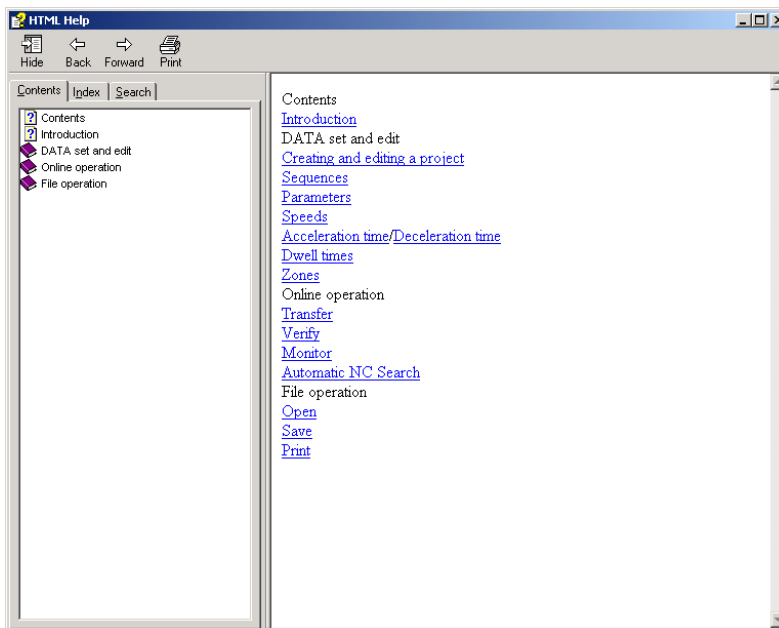 HTML Help
Hide Back Forward Print
Contents Index Search
Contents
Introduction
DATA set and edit
Online operation
File operation
Contents
Introduction
DATA set and edit
Creating and editing a project
Sequences
Parameters
Speeds
Acceleration time/Deceleration time
Dwell times
Zones
Online operation
Transfer
Verify
Monitor
Automatic NC Search
File operation
Open
Save
Print